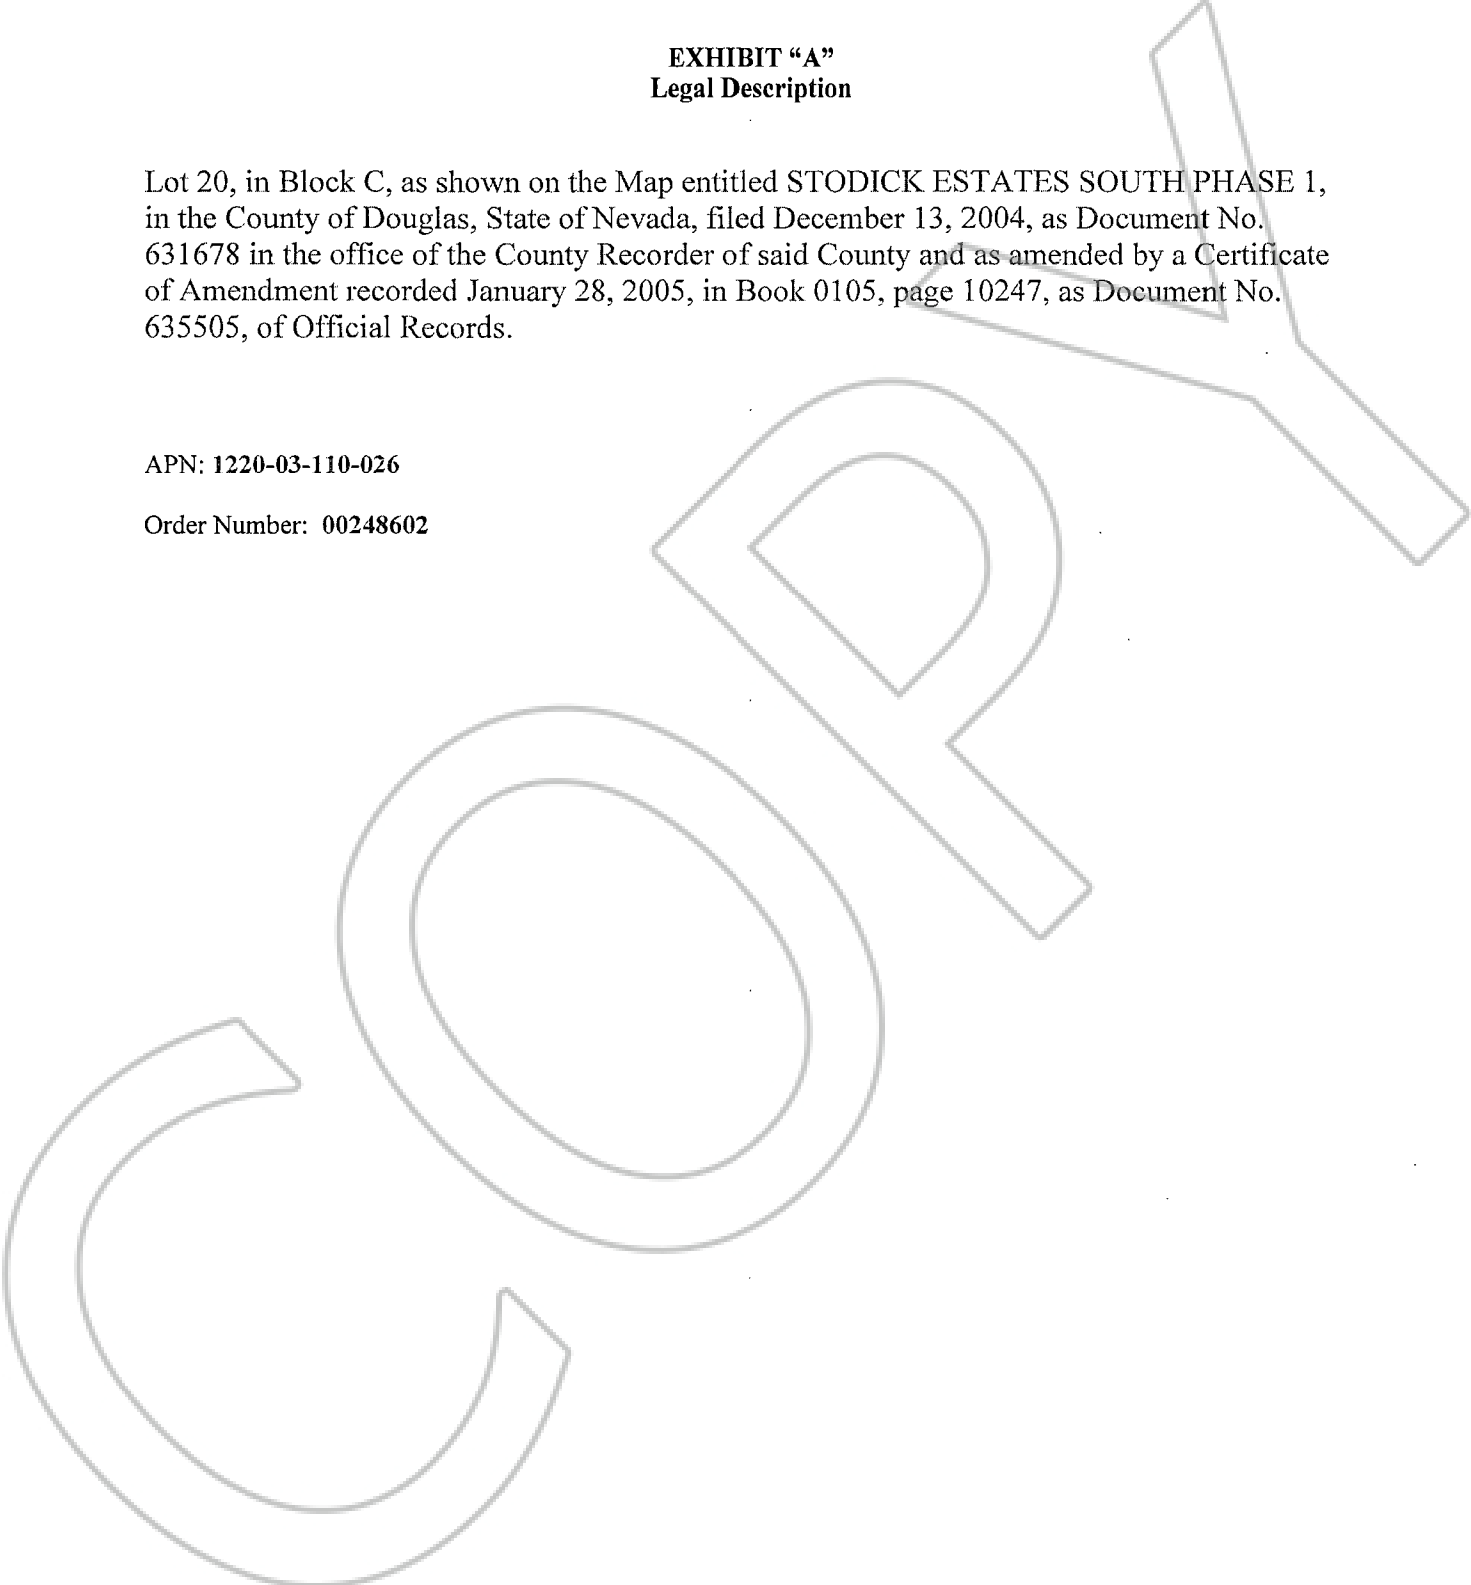 EXHIBIT “A”
Legal Description
Lot 20, in Block C, as shown on the Map entitled STODICK ESTATES SOUTH PHASE 1,
in the County of Douglas, State of Nevada, filed December 13, 2004, as Document No.
631678 in the office of the County Recorder of said County and as amended by a Certificate
of Amendment recorded January 28, 2005, in Book 0105, page 10247, as Document No.
635505, of Official Records.
APN: 1220-03-110-026
Order Number: 00248602
COPY